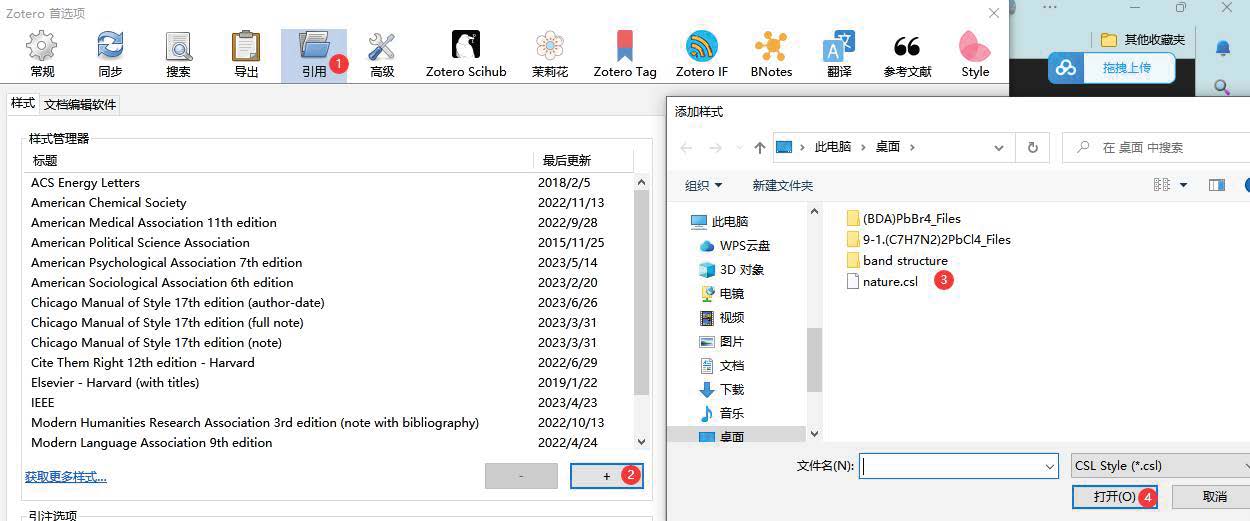 Zotero 首选项
常规 同步 搜索 导出 引用 1 高级 Zotero Scihub 茉莉花 Zotero Tag Zotero IF BNotes 翻译 参考文献 Style
其他收藏夹
拖拽上传
样式 文档编辑软件
样式管理器
标题 最后更新
ACS Energy Letters 2018/2/5
American Chemical Society 2022/11/13
American Medical Association 11th edition 2022/9/28
American Political Science Association 2015/11/25
American Psychological Association 7th edition 2023/5/14
American Sociological Association 6th edition 2023/2/20
Chicago Manual of Style 17th edition (author-date) 2023/6/26
Chicago Manual of Style 17th edition (full note) 2023/3/31
Chicago Manual of Style 17th edition (note) 2023/3/31
Cite Them Right 12th edition - Harvard 2022/6/29
Elsevier - Harvard (with titles) 2019/1/22
IEEE 2023/4/23
Modern Humanities Research Association 3rd edition (note with bibliography) 2022/10/13
Modern Language Association 9th edition 2022/4/24
获取更多样式... - + 2
引注选项
添加样式
此电脑 桌面
在 桌面 中搜索
组织 新建文件夹
此电脑
WPS云盘
3D 对象
电镜
视频
图片
文档
下载
音乐
桌面
(BDA)PbBr4_Files
9-1.(C7H7N2)2PbCl4_Files
band structure
nature.csl 3
文件名(N): CSL Style (*.csl)
打开(O) 4 取消